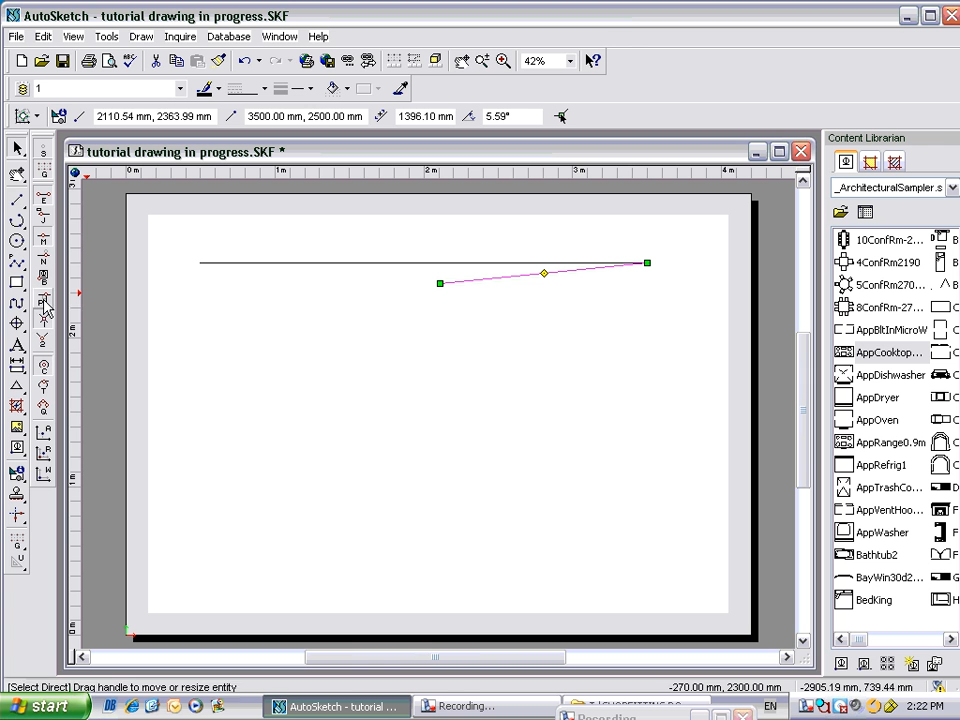 AutoSketch - tutorial drawing in progress.SKF
File Edit View Tools Draw Inquire Database Window Help
42%
1
2110.54 mm, 2363.99 mm 3500.00 mm, 2500.00 mm 1396.10 mm 5.59°
tutorial drawing in progress.SKF *
0 m 1 m 2 m 3 m 4 m
Content Librarian
_ArchitecturalSampler.s
10ConfRm-2... B
4ConfRm2190 B
5ConfRm270... B
8ConfRm-27... C
AppBltInMicroW C
AppCooktop... C
AppDishwasher C
AppDryer C
AppOven C
AppRange0.9m C
AppRefrig1 C
AppTrashCo... D
AppVentHoo... F
AppWasher F
Bathtub2 F
BayWin30d2... G
BedKing H
[Select Direct] Drag handle to move or resize entity
-270.00 mm, 2300.00 mm -2905.19 mm, 739.44 mm
start
AutoSketch - tutorial ...
Recording...
EN
2:22 PM
Recording